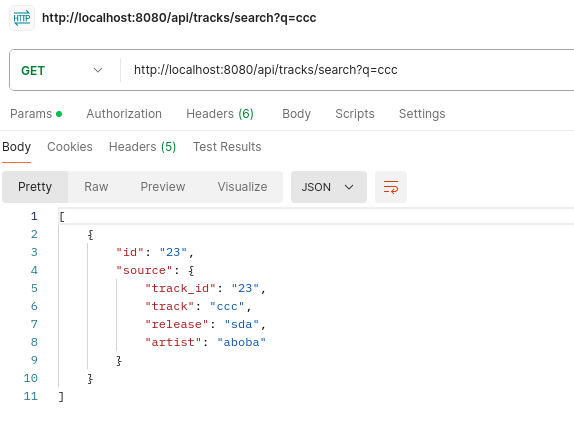 HTTP http://localhost:8080/api/tracks/search?q=ccc
GET http://localhost:8080/api/tracks/search?q=ccc
Params Authorization Headers (6) Body Scripts Settings
Body Cookies Headers (5) Test Results
Pretty Raw Preview Visualize JSON
1 [
2 {
3 "id": "23",
4 "source": {
5 "track_id": "23",
6 "track": "ccc",
7 "release": "sda",
8 "artist": "aboba"
9 }
10 }
11 ]